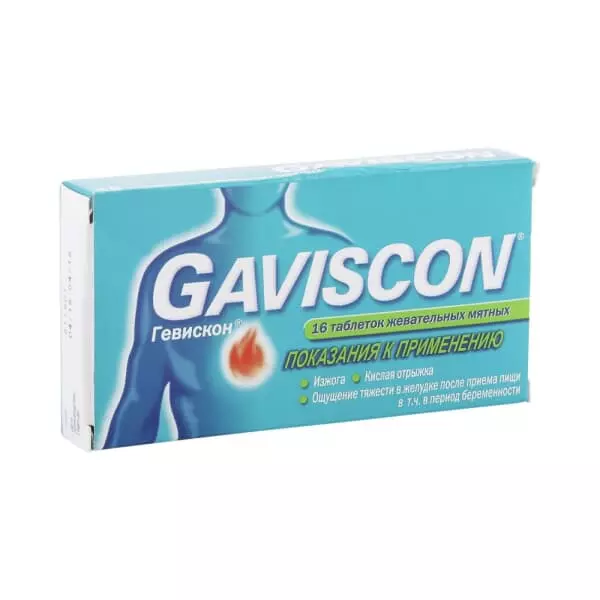 GAVISCON®
Гевискон®
16 таблеток жевательных мятных
ПОКАЗАНИЯ К ПРИМЕНЕНИЮ
• Изжога • Кислая отрыжка
• Ощущение тяжести в желудке после приема пищи
в т.ч. в период беременности